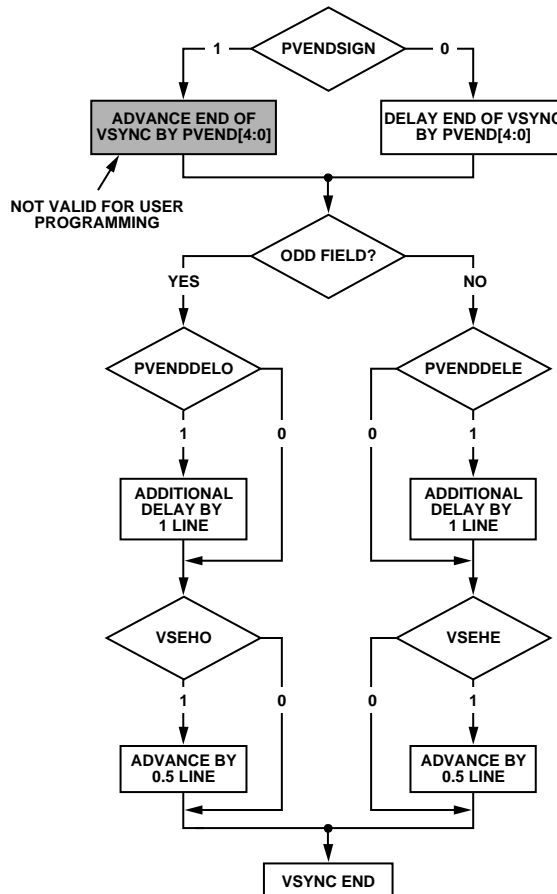 PVENDSIGN
1
0
ADVANCE END OF
VSYNC BY PVEND[4:0]
DELAY END OF VSYNC
BY PVEND[4:0]
NOT VALID FOR USER
PROGRAMMING
ODD FIELD?
YES
NO
PVENDDELO
PVENDDELE
1
0
0
1
ADDITIONAL
DELAY BY
1 LINE
ADDITIONAL
DELAY BY
1 LINE
VSEHO
VSEHE
1
0
0
1
ADVANCE BY
0.5 LINE
ADVANCE BY
0.5 LINE
VSYNC END